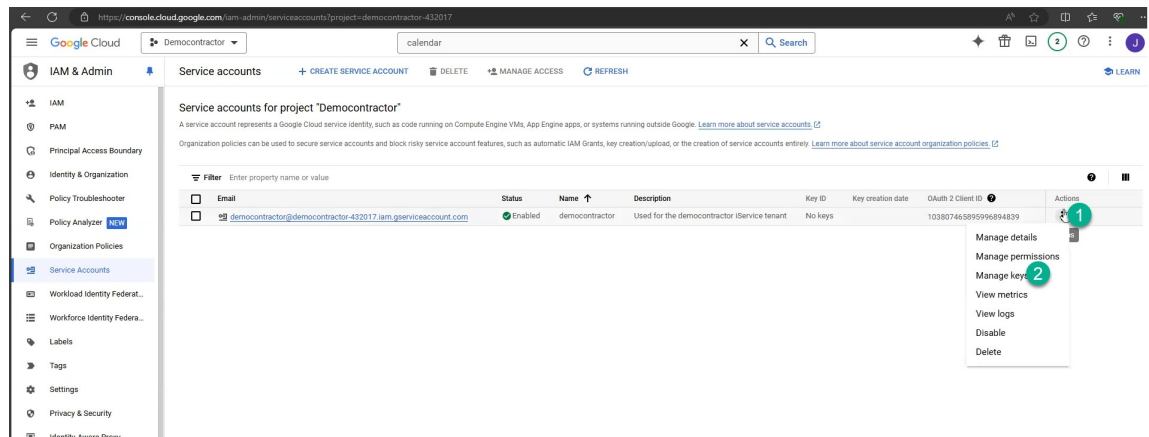 https://console.cloud.google.com/iam-admin/serviceaccounts?project=democontractor-432017
Google Cloud Democontractor calendar Search 2 J
IAM & Admin Service accounts + CREATE SERVICE ACCOUNT DELETE MANAGE ACCESS REFRESH LEARN
IAM
PAM
Principal Access Boundary
Identity & Organization
Policy Troubleshooter
Policy Analyzer NEW
Organization Policies
Service Accounts
Workload Identity Federat...
Workforce Identity Federa...
Labels
Tags
Settings
Privacy & Security
Service accounts for project "Democontractor"
A service account represents a Google Cloud service identity, such as code running on Compute Engine VMs, App Engine apps, or systems running outside Google. Learn more about service accounts.
Organization policies can be used to secure service accounts and block risky service account features, such as automatic IAM Grants, key creation/upload, or the creation of service accounts entirely. Learn more about service account organization policies.
Filter Enter property name or value
Email Status Name Description Key ID Key creation date OAuth 2 Client ID Actions
democontractor@democontractor-432017.iam.gserviceaccount.com Enabled democontractor Used for the democontractor iService tenant No keys 103807465895996894839
1
Manage details
Manage permissions
Manage keys 2
View metrics
View logs
Disable
Delete